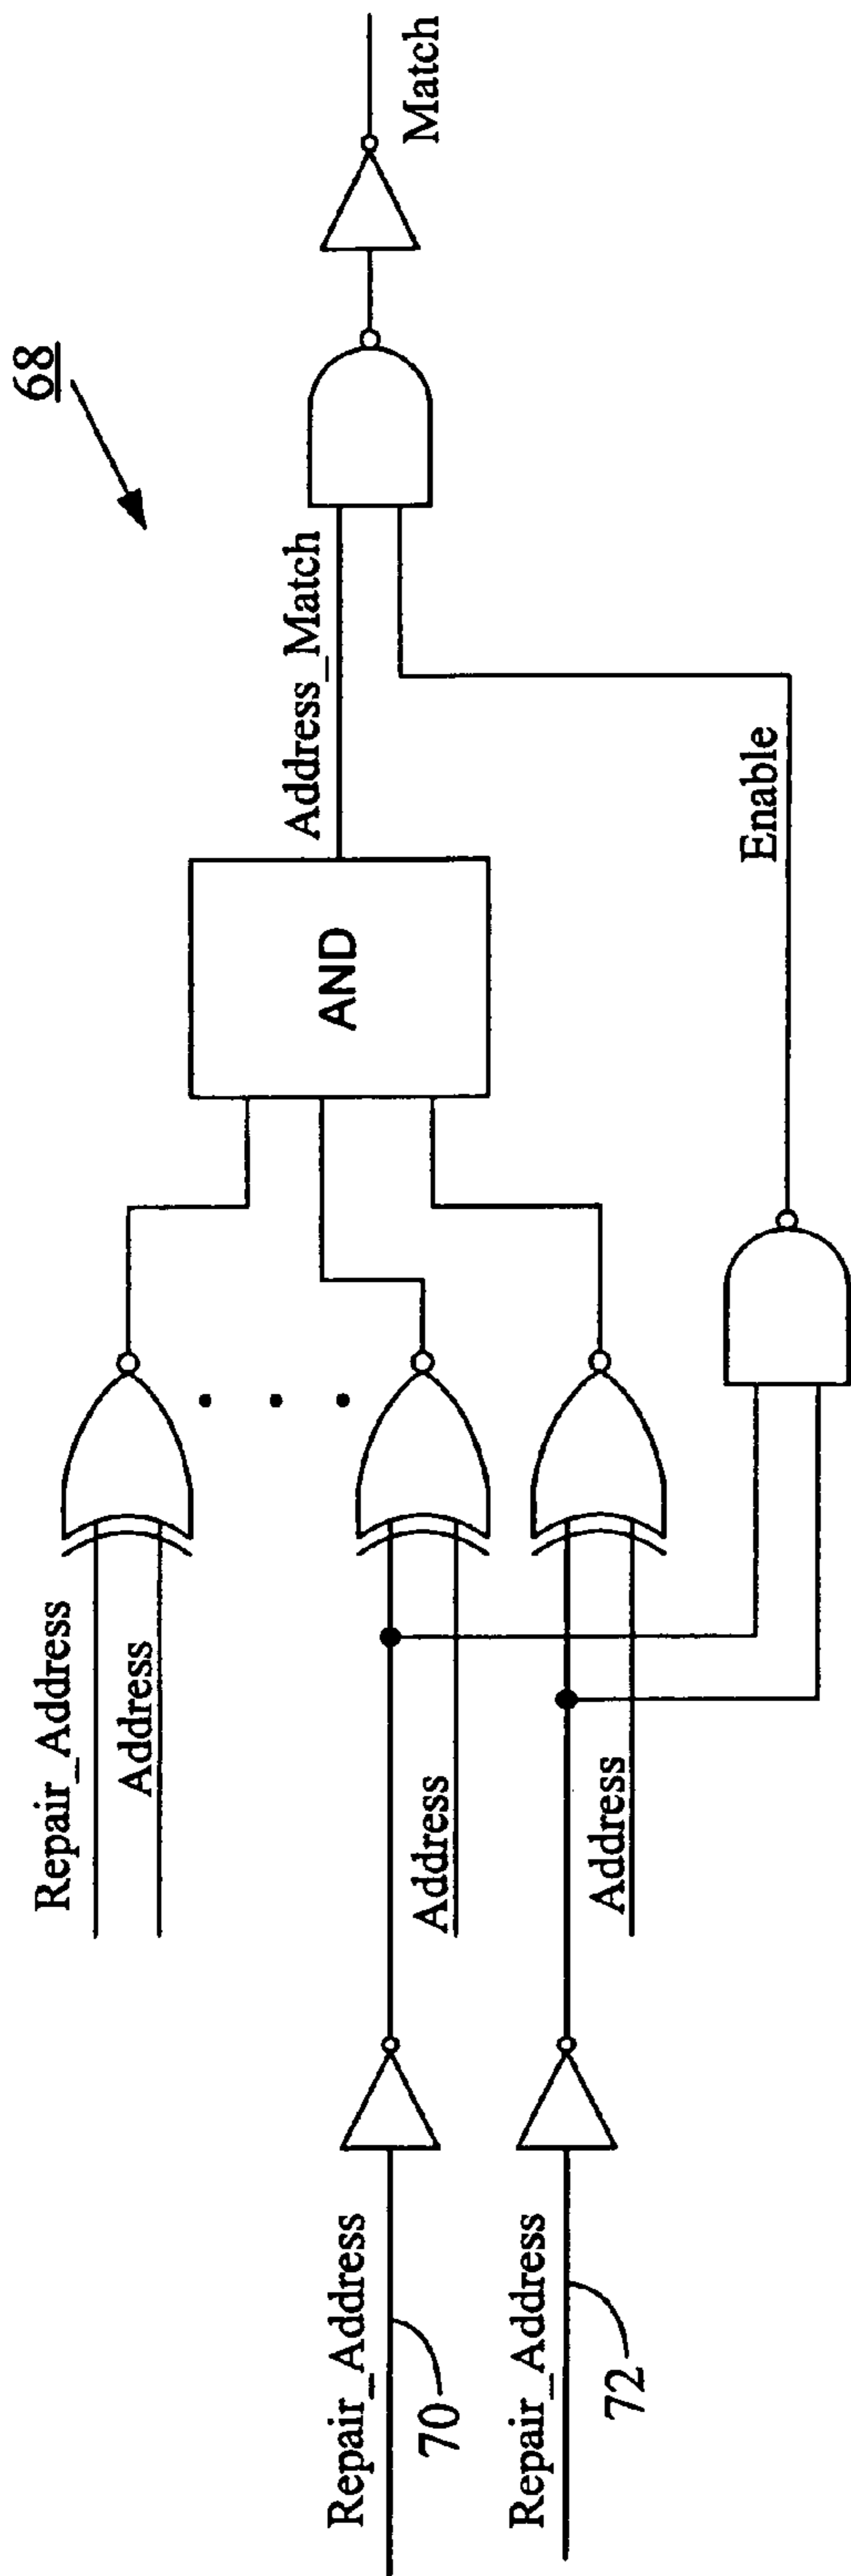 68
Repair_Address
Address
Repair_Address
70
Address
Repair_Address
72
Address
AND
Address_Match
Enable
Match